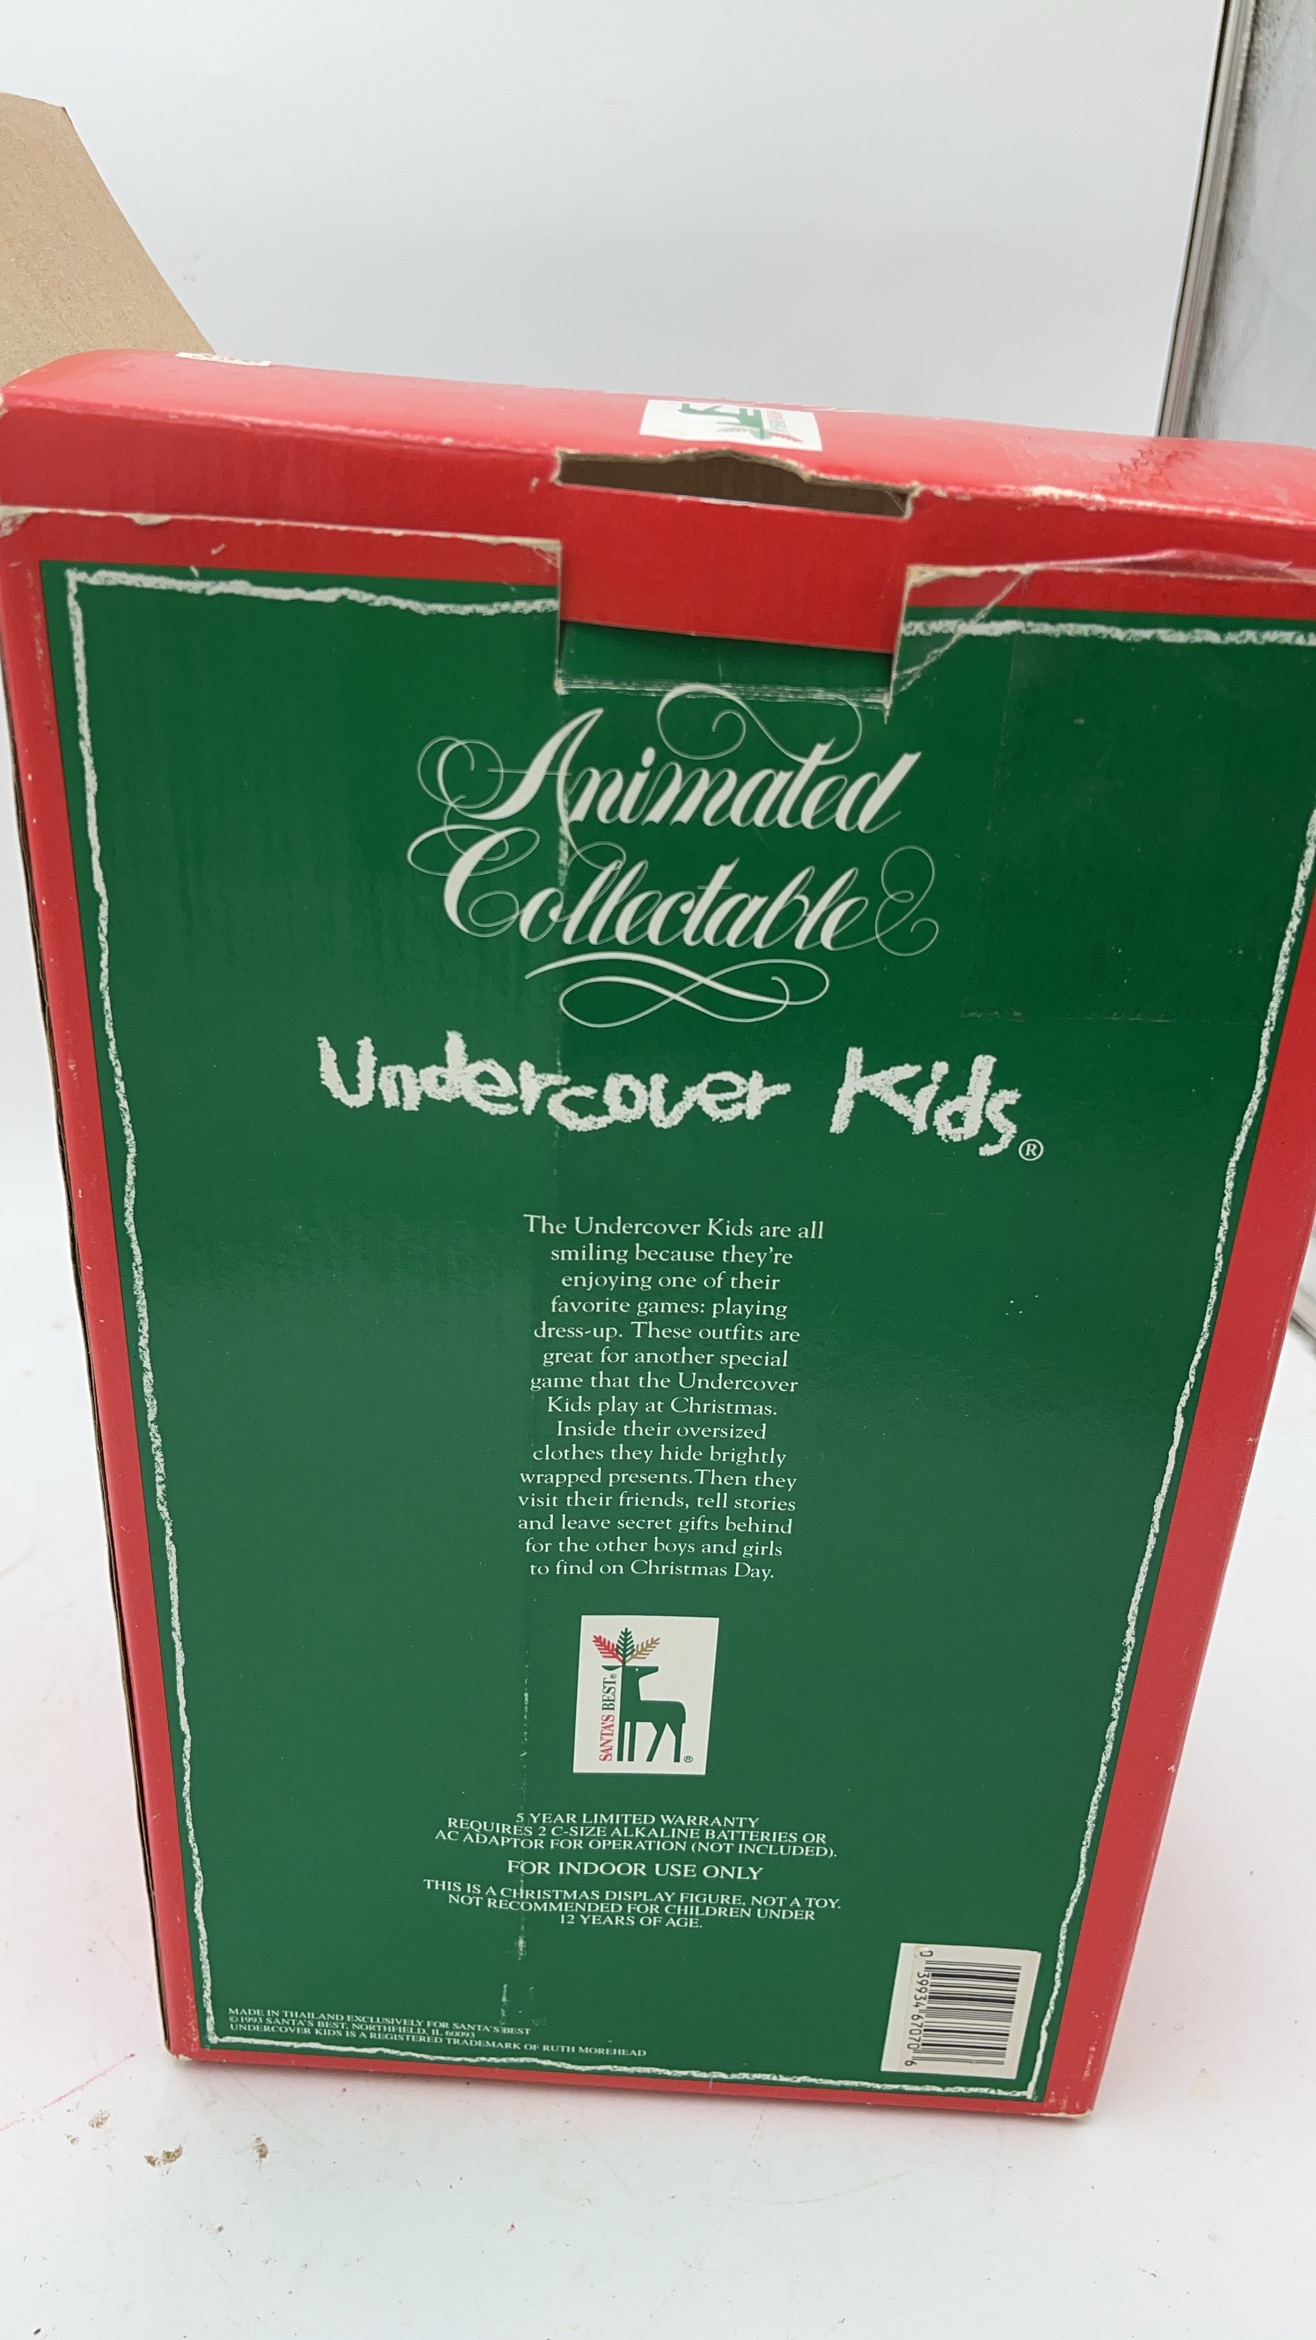 Animated
Collectable
Undercover Kids®
The Undercover Kids are all
smiling because they're
enjoying one of their
favorite games: playing
dress-up. These outfits are
great for another special
game that the Undercover
Kids play at Christmas.
Inside their oversized
clothes they hide brightly
wrapped presents. Then they
visit their friends, tell stories
and leave secret gifts behind
for the other boys and girls
to find on Christmas Day.
SANTA'S BEST®
®
5 YEAR LIMITED WARRANTY
REQUIRES 2 C-SIZE ALKALINE BATTERIES OR
AC ADAPTOR FOR OPERATION (NOT INCLUDED).
FOR INDOOR USE ONLY
THIS IS A CHRISTMAS DISPLAY FIGURE, NOT A TOY.
NOT RECOMMENDED FOR CHILDREN UNDER
12 YEARS OF AGE.
MADE IN THAILAND EXCLUSIVELY FOR SANTA'S BEST
©1993 SANTA'S BEST, NORTHFIELD, IL 60093
UNDERCOVER KIDS IS A REGISTERED TRADEMARK OF RUTH MOREHEAD
0 39934 67070 6